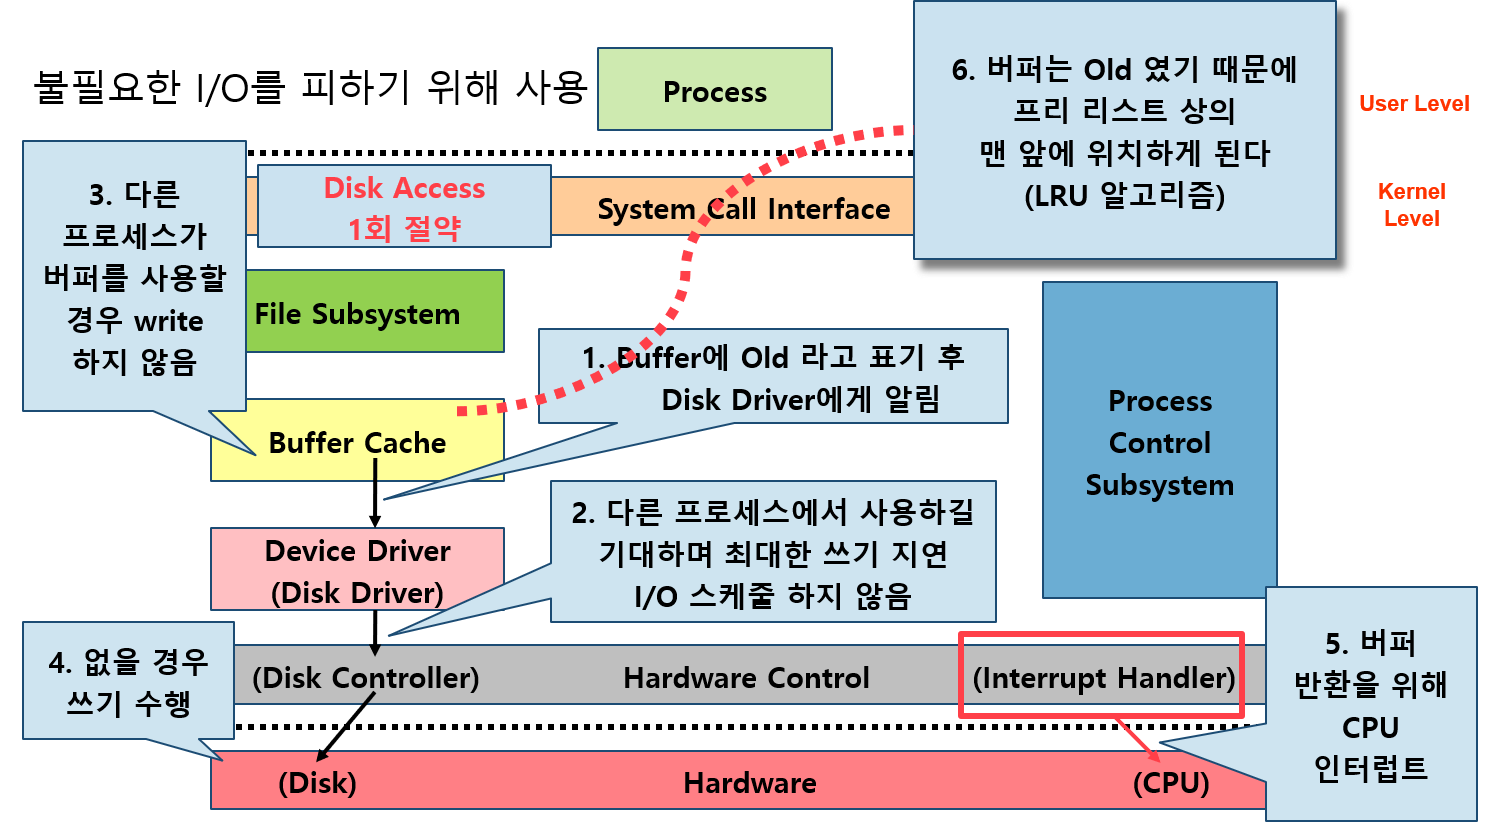 불필요한 I/O를 피하기 위해 사용
Process
6. 버퍼는 Old 였기 때문에
프리 리스트 상의
맨 앞에 위치하게 된다
(LRU 알고리즘)
User Level
Kernel
Level
3. 다른
프로세스가
버퍼를 사용할
경우 write
하지 않음
Disk Access
1회 절약
System Call Interface
File Subsystem
1. Buffer에 Old 라고 표기 후
Disk Driver에게 알림
Process
Control
Subsystem
Buffer Cache
2. 다른 프로세스에서 사용하길
기대하며 최대한 쓰기 지연
I/O 스케줄 하지 않음
Device Driver
(Disk Driver)
4. 없을 경우
쓰기 수행
(Disk Controller)
Hardware Control
(Interrupt Handler)
5. 버퍼
반환을 위해
CPU
인터럽트
(Disk)
Hardware
(CPU)